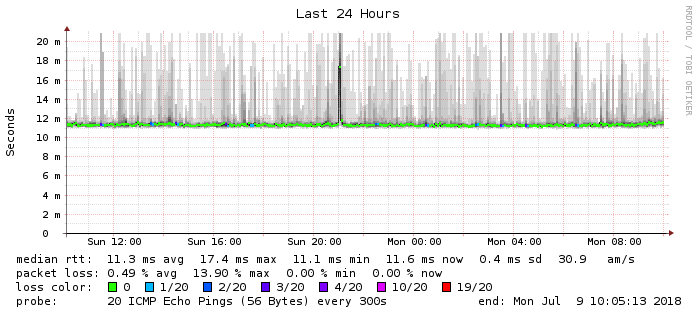 Last 24 Hours
RRDTOOL / TOBI OETIKER
Seconds
20 m
18 m
16 m
14 m
12 m
10 m
8 m
6 m
4 m
2 m
0
Sun 12:00 Sun 16:00 Sun 20:00 Mon 00:00 Mon 04:00 Mon 08:00
median rtt: 11.3 ms avg 17.4 ms max 11.1 ms min 11.6 ms now 0.4 ms sd 30.9 am/s
packet loss: 0.49 % avg 13.90 % max 0.00 % min 0.00 % now
loss color: 0 1/20 2/20 3/20 4/20 10/20 19/20
probe: 20 ICMP Echo Pings (56 Bytes) every 300s end: Mon Jul 9 10:05:13 2018